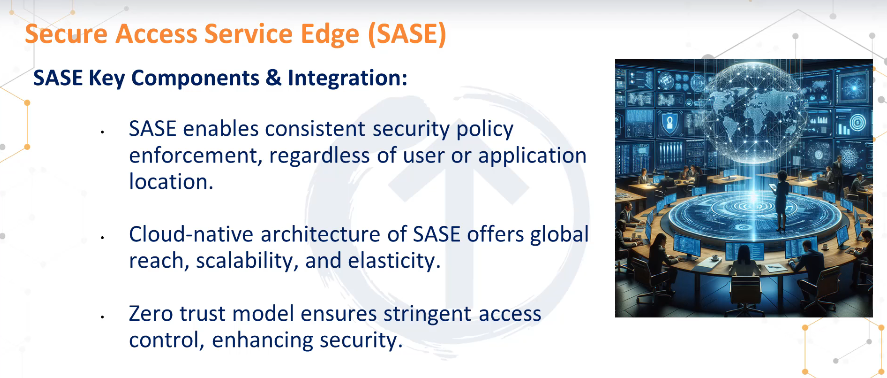 Secure Access Service Edge (SASE)
SASE Key Components & Integration:
• SASE enables consistent security policy
enforcement, regardless of user or application
location.
• Cloud-native architecture of SASE offers global
reach, scalability, and elasticity.
• Zero trust model ensures stringent access
control, enhancing security.